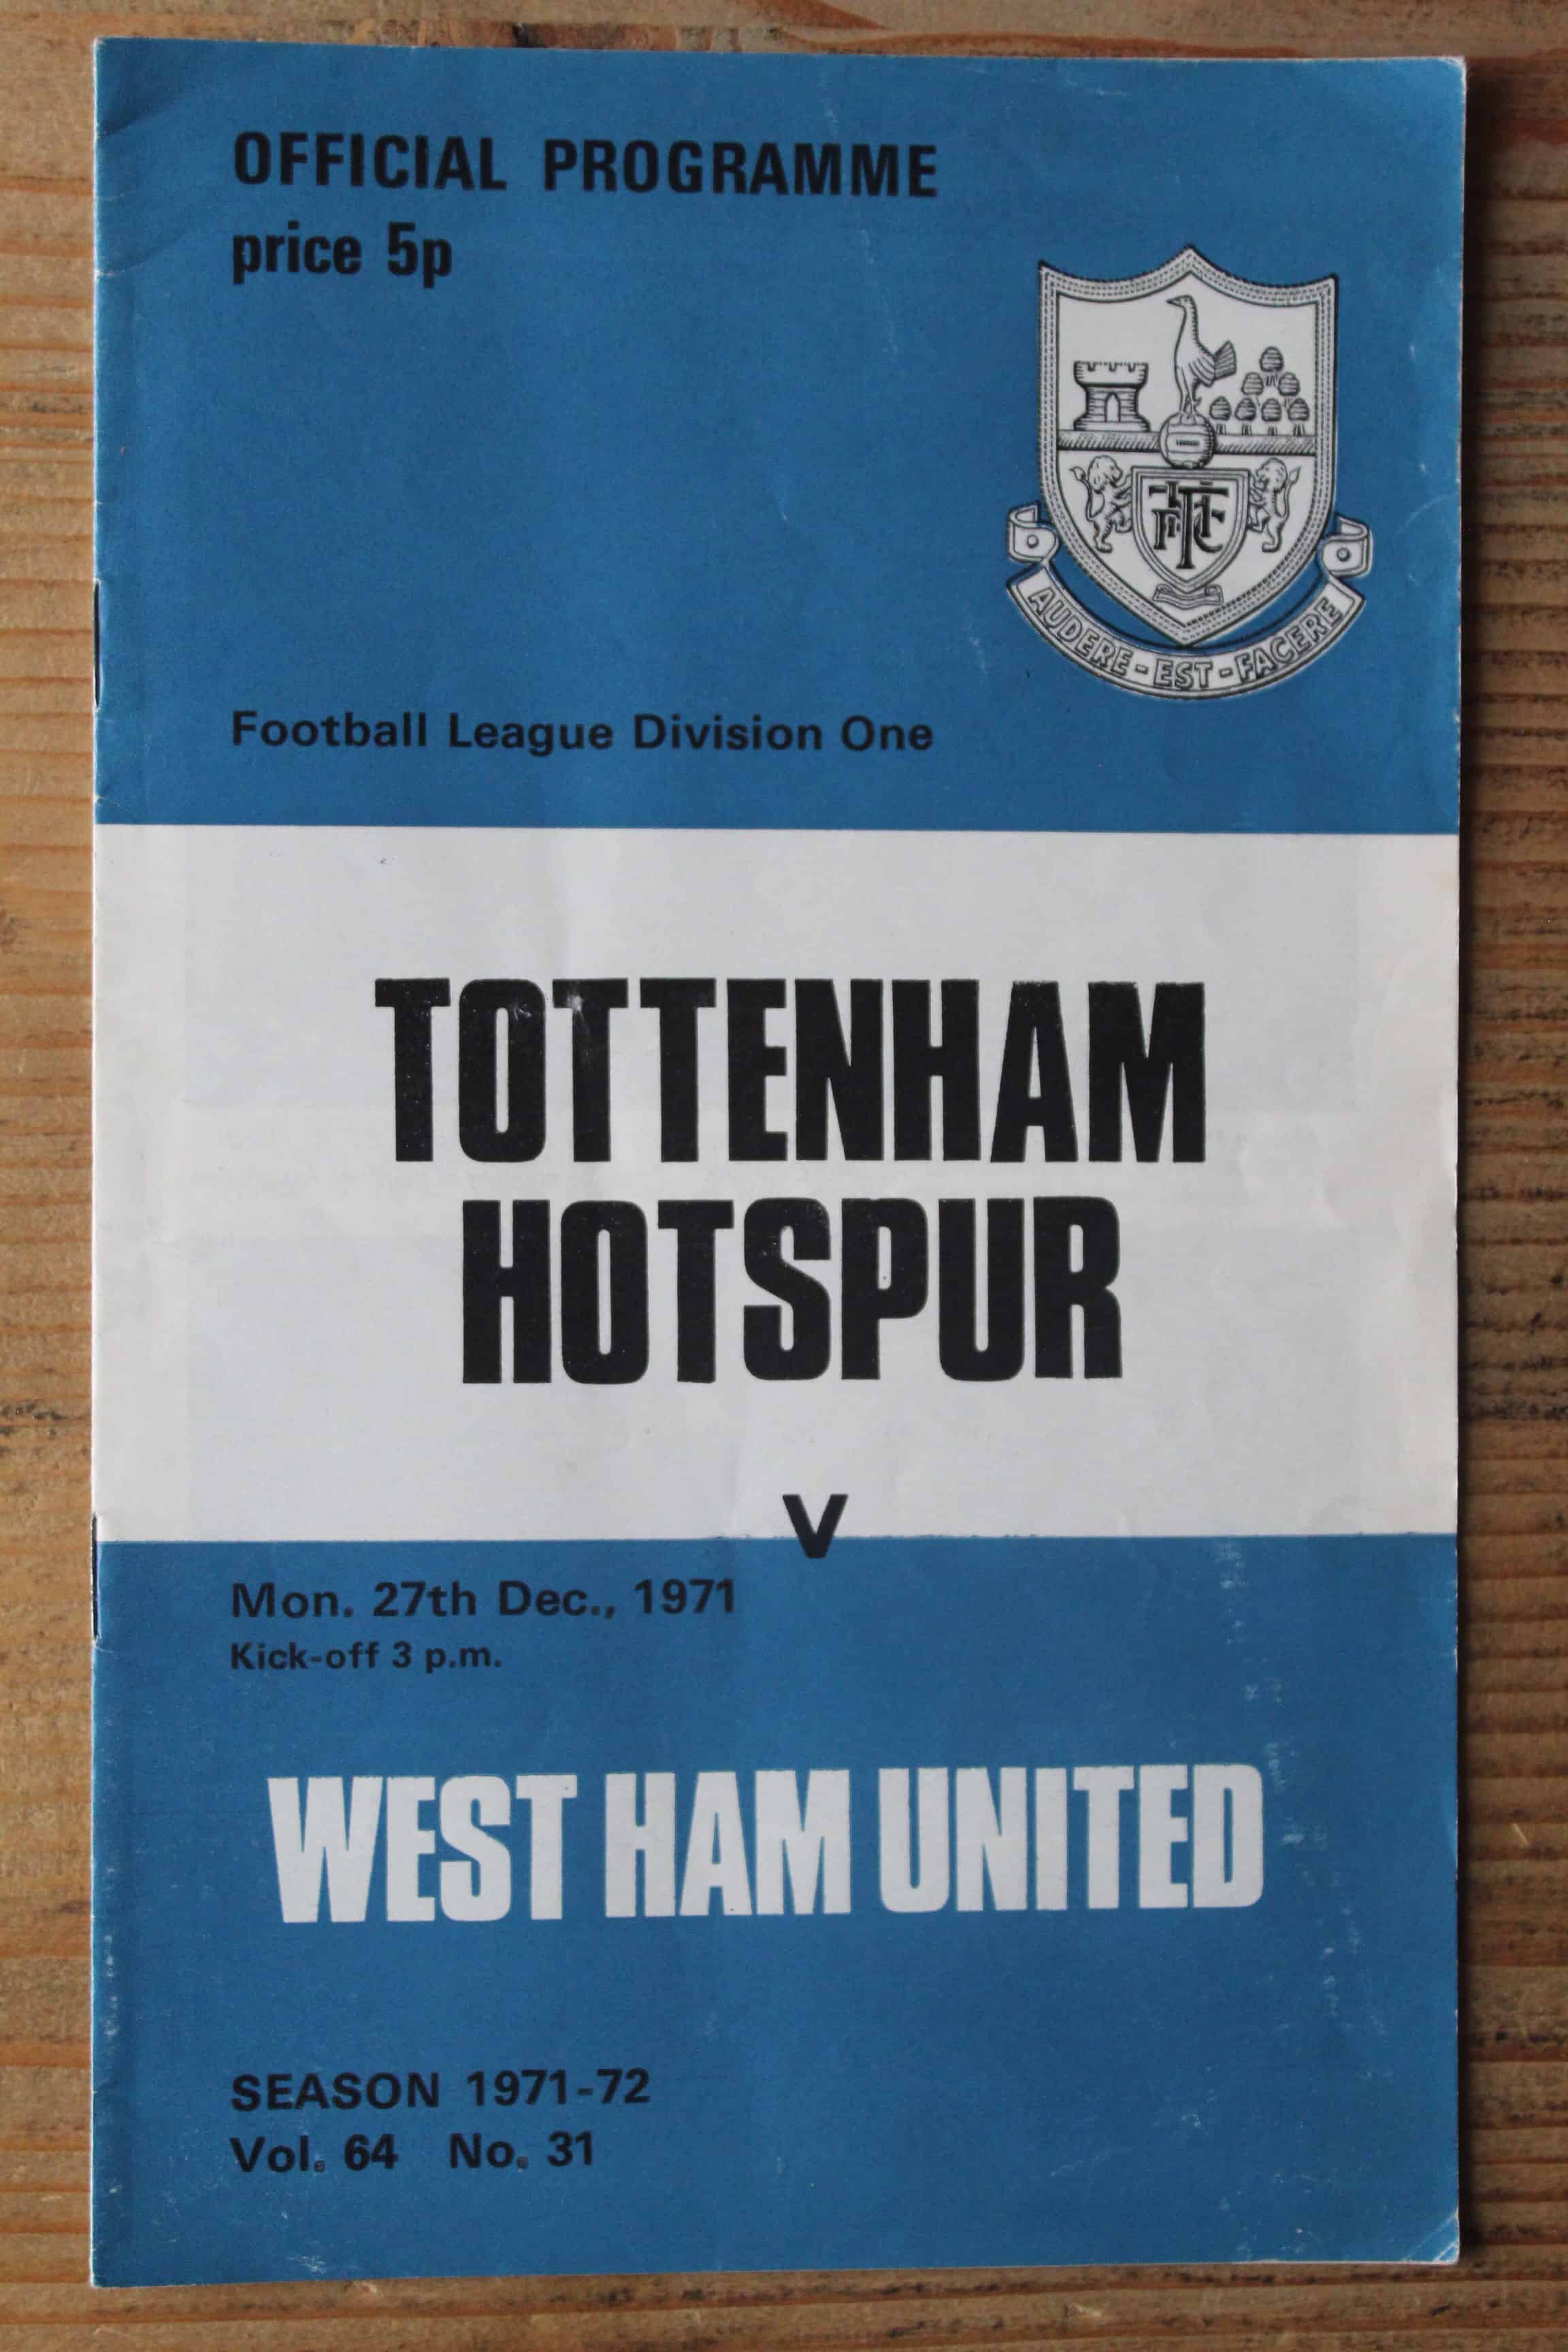 OFFICIAL PROGRAMME
price 5p
AUDERE-EST-FACERE
Football League Division One
TOTTENHAM
HOTSPUR
v
Mon. 27th Dec., 1971
Kick-off 3 p.m.
WEST HAM UNITED
SEASON 1971-72
Vol. 64 No. 31